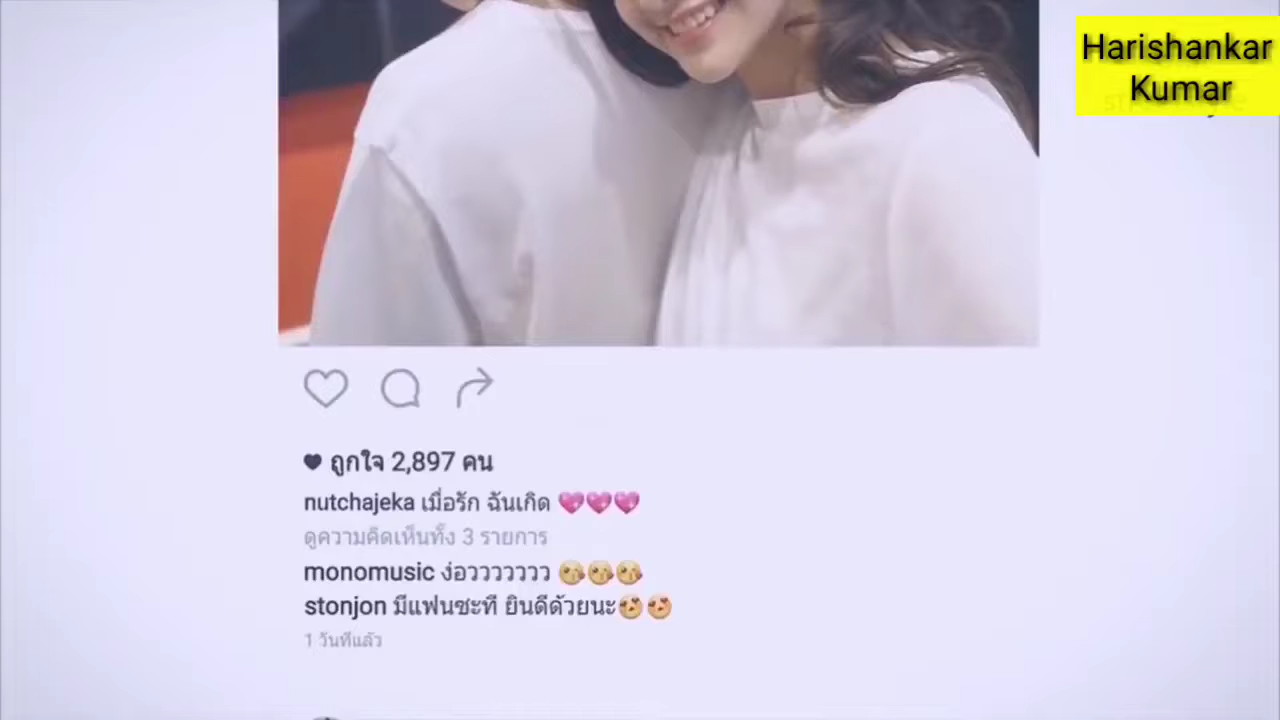 Harishankar
Kumar
ถูกใจ 2,897 คน
nutchajeka เมื่อรัก ฉันเกิด 💖💖💖
ดูความคิดเห็นทั้ง 3 รายการ
monomusic ง่อววววววว 😘😘😘
stonjon มีแฟนซะที ยินดีด้วยนะ😍😍
1 วันที่แล้ว